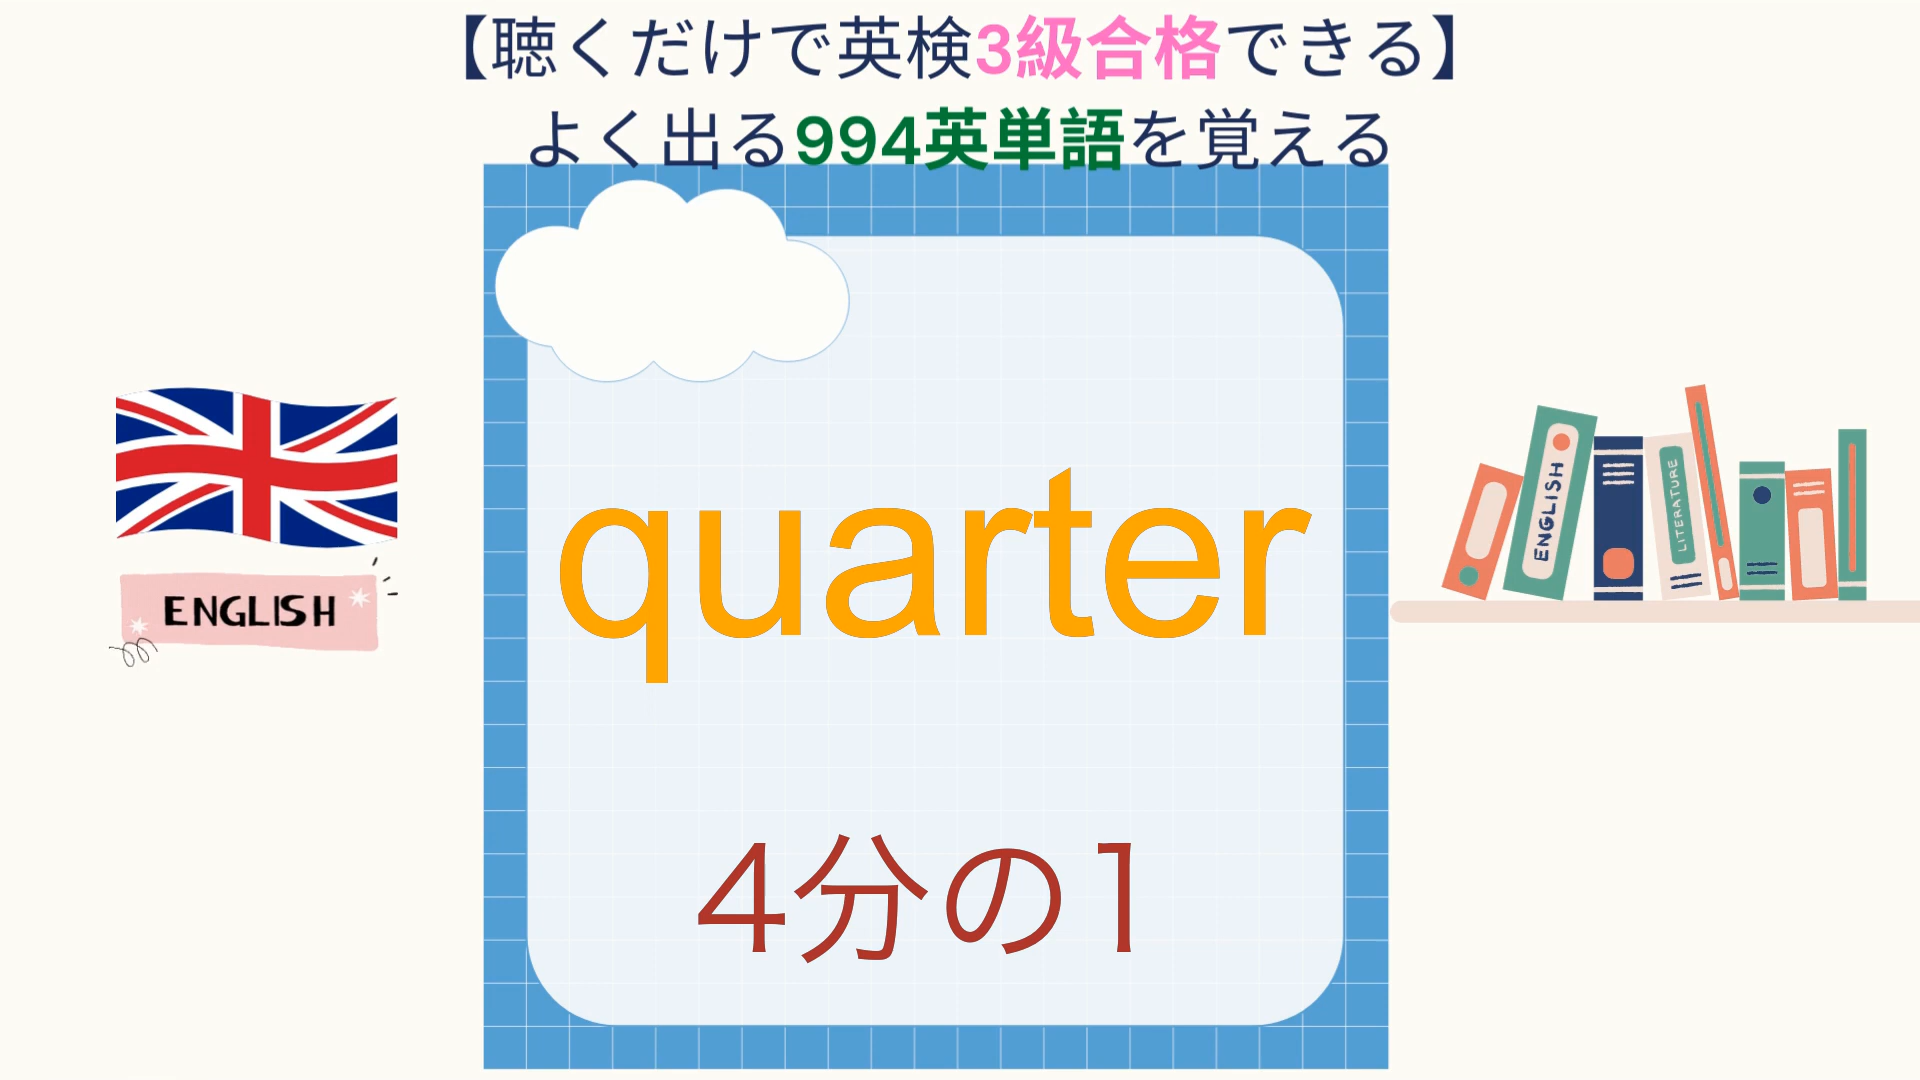 【聴くだけで英検3級合格できる】
よく出る994英単語を覚える
quarter
4分の1
ENGLISH
ENGLISH
LITERATURE